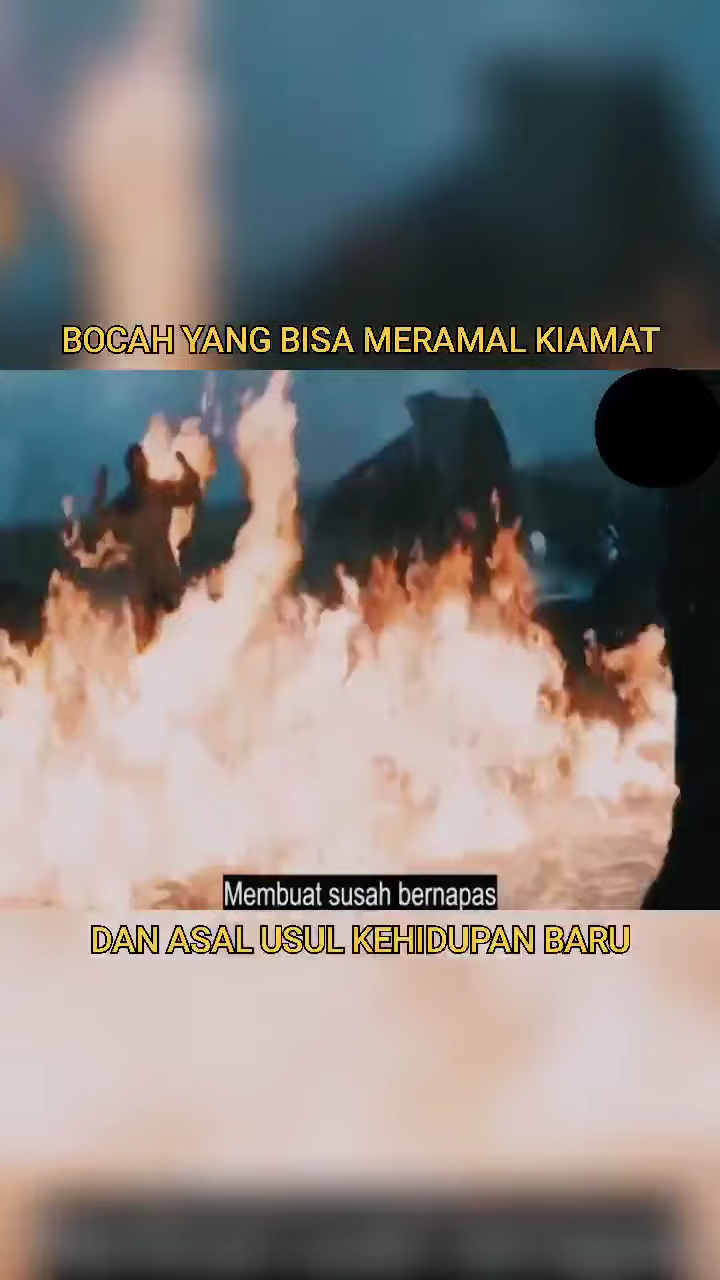 BOCAH YANG BISA MERAMAL KIAMAT
Membuat susah bernapas
DAN ASAL USUL KEHIDUPAN BARU